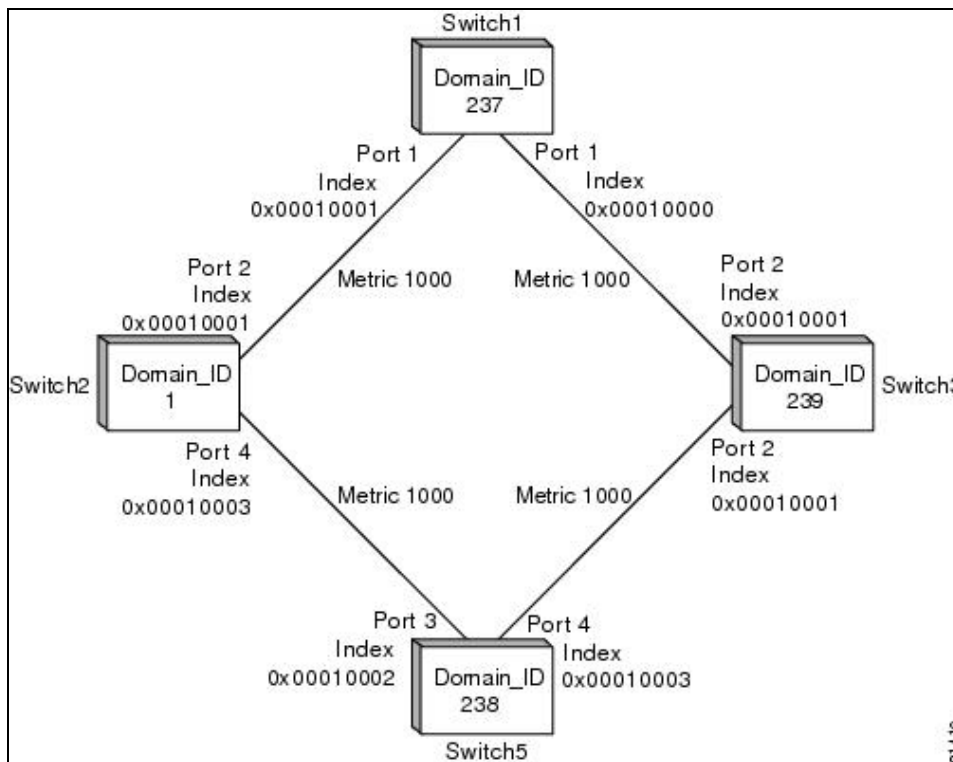 Switch1
Domain_ID
237
Port 1
Index
0x00010001
Port 1
Index
0x00010000
Metric 1000
Metric 1000
Port 2
Index
0x00010001
Port 2
Index
0x00010001
Switch2
Domain_ID
1
Domain_ID
239
Switch3
Port 4
Index
0x00010003
Port 2
Index
0x00010001
Metric 1000
Metric 1000
Port 3
Index
0x00010002
Port 4
Index
0x00010003
Domain_ID
238
Switch5